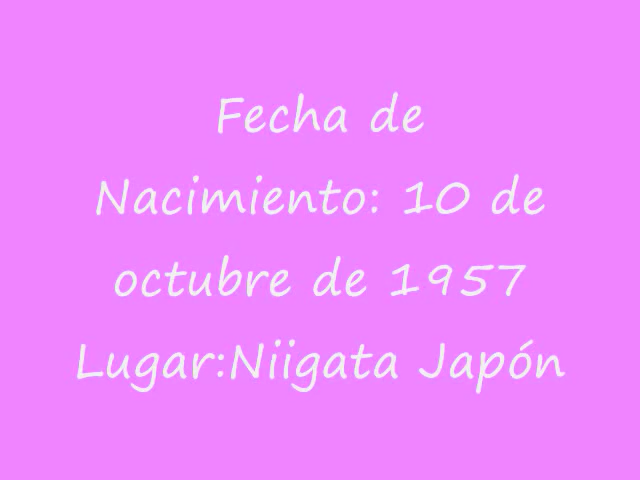 Fecha de
Nacimiento: 10 de
octubre de 1957
Lugar:Niigata Japón